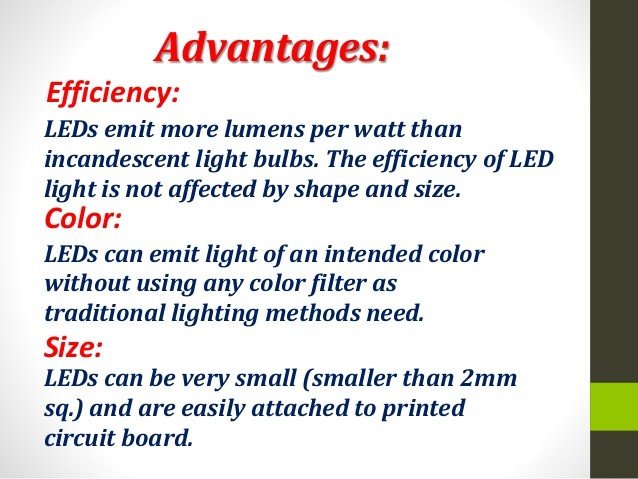 Advantages:
Efficiency:
LEDs emit more lumens per watt than
incandescent light bulbs. The efficiency of LED
light is not affected by shape and size.
Color:
LEDs can emit light of an intended color
without using any color filter as
traditional lighting methods need.
Size:
LEDs can be very small (smaller than 2mm
sq.) and are easily attached to printed
circuit board.